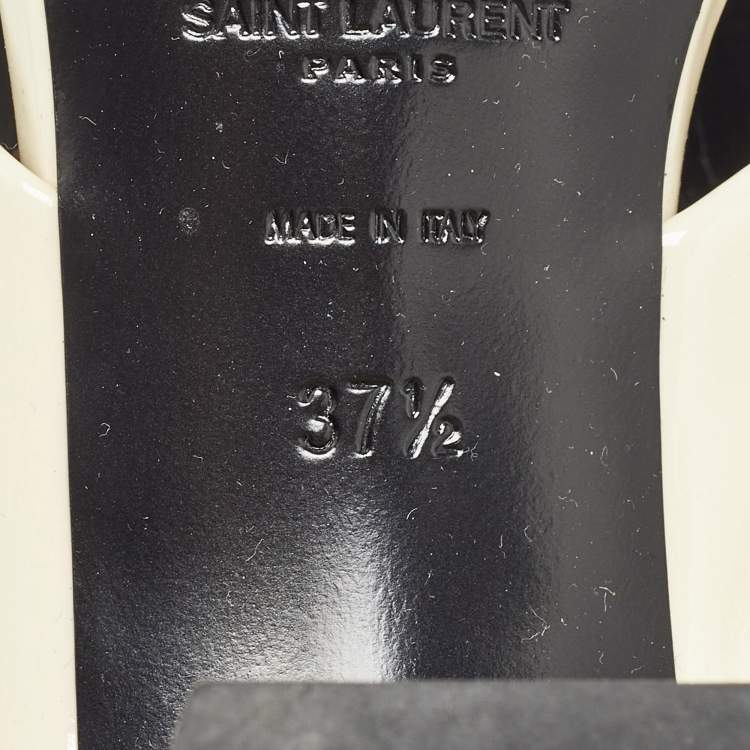 SAINT LAURENT
PARIS
MADE IN ITALY
37½